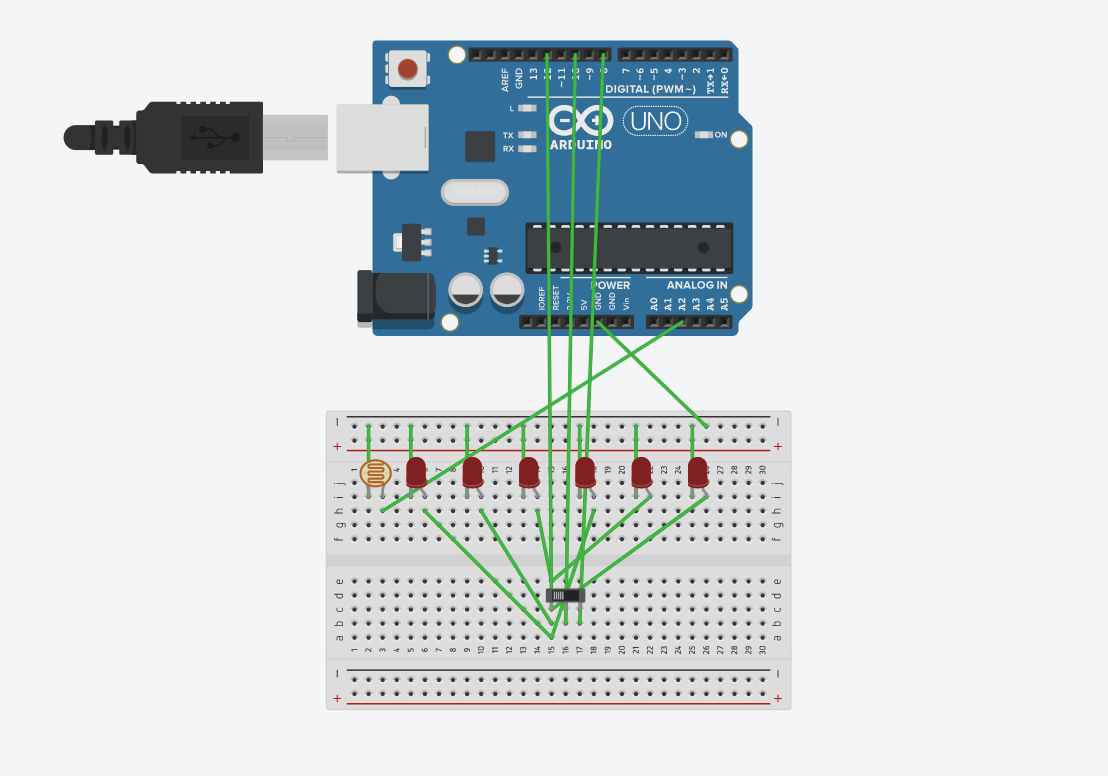 AREF
GND
13
12
~11
~10
~9
8
7
~6
~5
4
~3
2
TX→1
RX←0
DIGITAL (PWM~)
L
TX
RX
ARDUINO
UNO
ON
POWER
ANALOG IN
IOREF
RESET
3.3V
5V
GND
GND
Vin
A0
A1
A2
A3
A4
A5
j
i
h
g
f
e
d
c
b
a
1 2 3 4 5 6 7 8 9 10 11 12 13 14 15 16 17 18 19 20 21 22 23 24 25 26 27 28 29 30